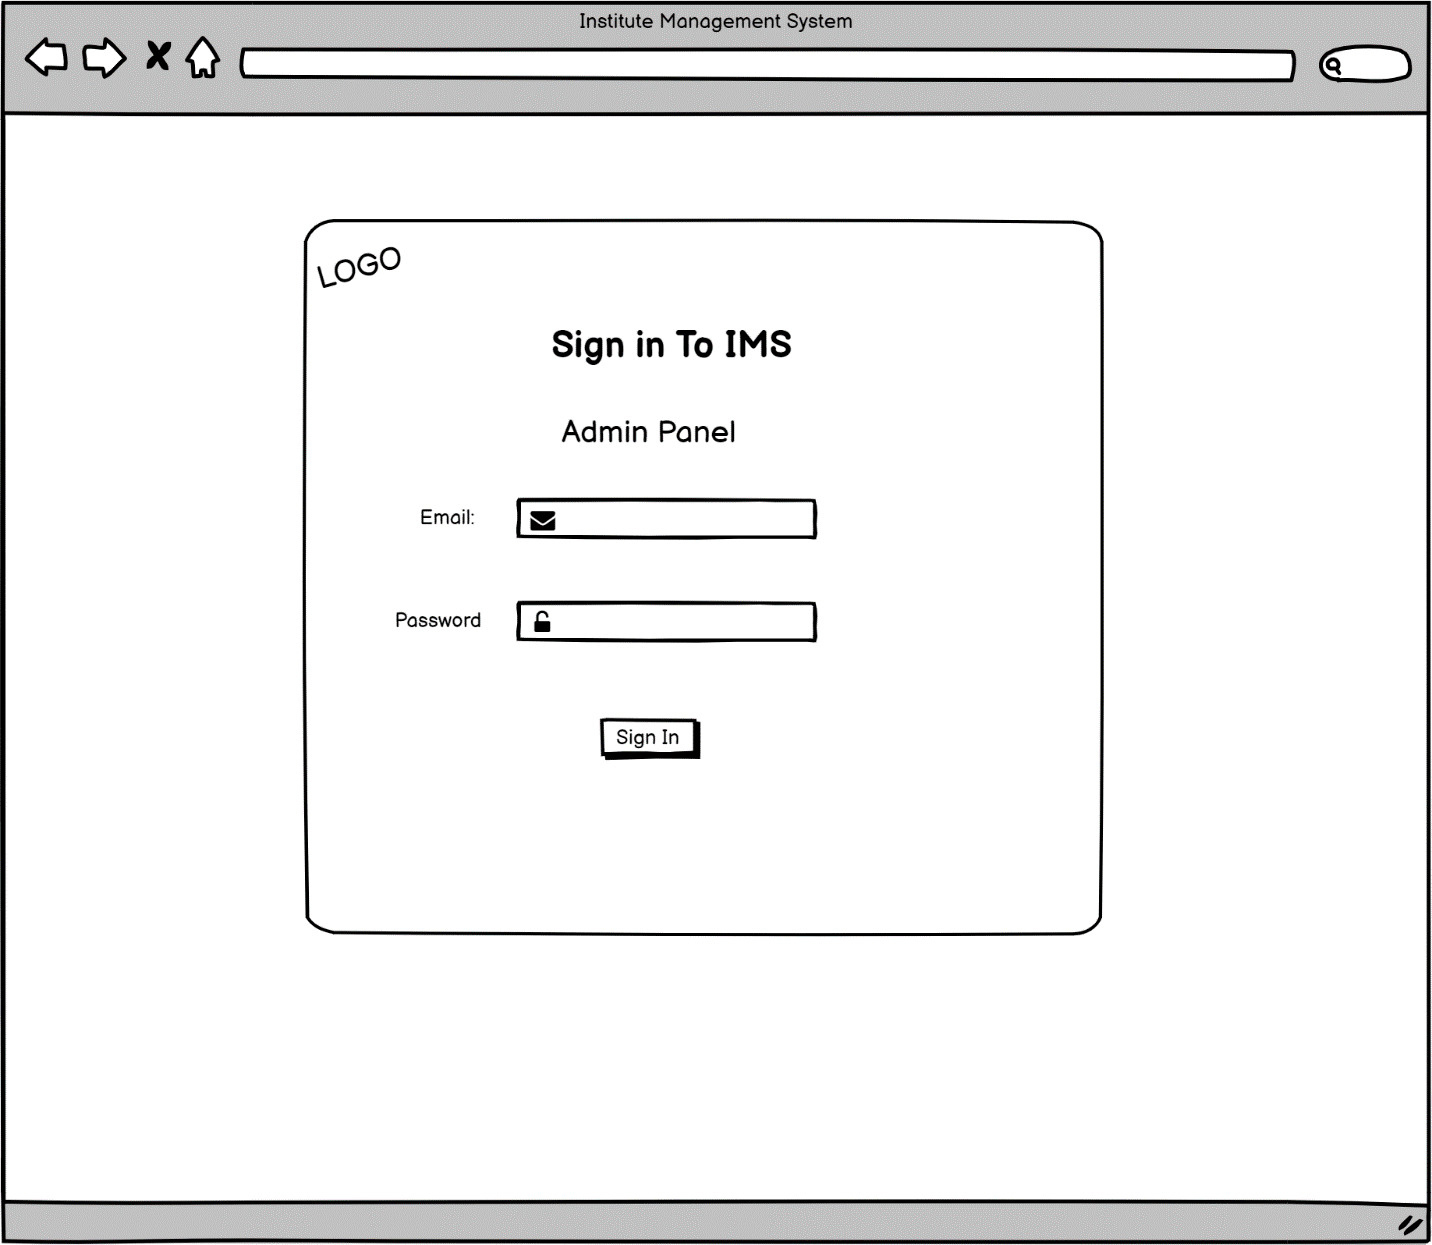 Institute Management System
LOGO
Sign in To IMS
Admin Panel
Email:
Password
Sign In